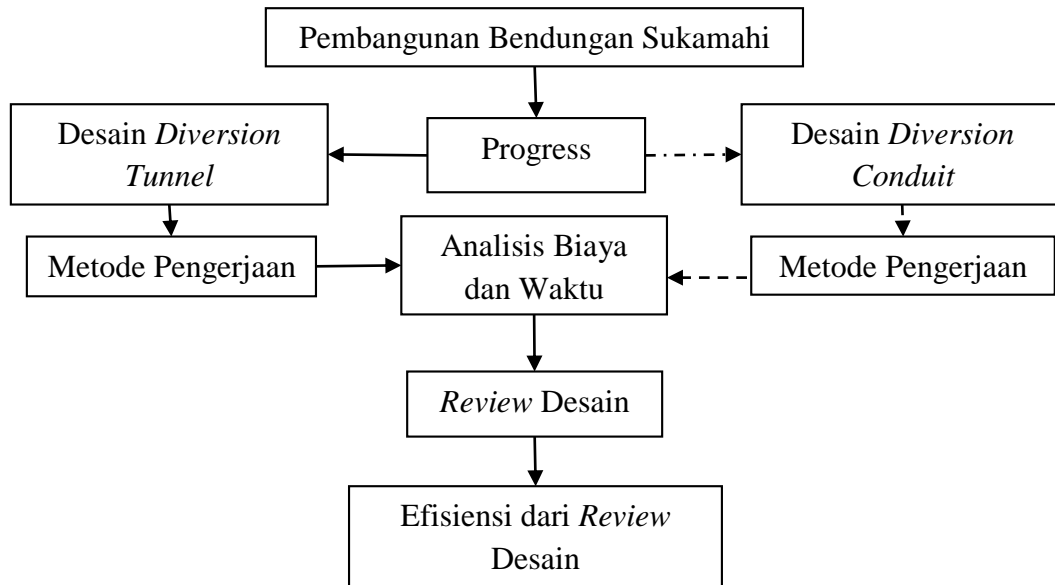 Pembangunan Bendungan Sukamahi
Progress
Desain Diversion
Tunnel
Desain Diversion
Conduit
Metode Pengerjaan
Analisis Biaya
dan Waktu
Metode Pengerjaan
Review Desain
Efisiensi dari Review
Desain